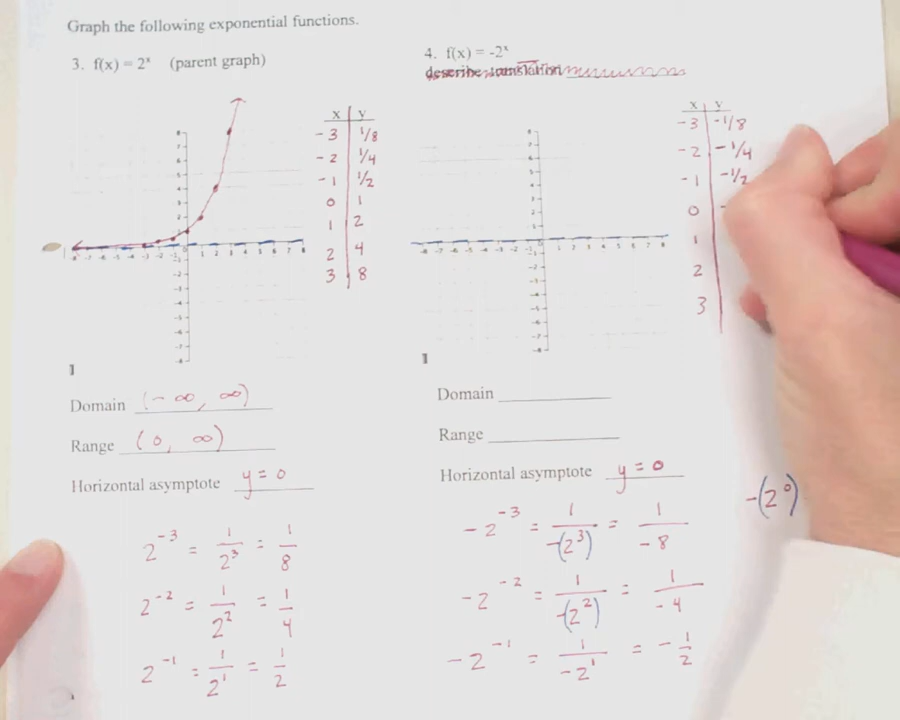 Graph the following exponential functions.
3. f(x) = 2ˣ (parent graph)
x | y
-3 | 1/8
-2 | 1/4
-1 | 1/2
0 | 1
1 | 2
2 | 4
3 | 8
1
Domain (-∞, ∞)
Range (0, ∞)
Horizontal asymptote y = 0
2⁻³ = 1/2³ = 1/8
2⁻² = 1/2² = 1/4
2⁻¹ = 1/2¹ = 1/2
4. f(x) = -2ˣ
describe translation
x | y
-3 | -1/8
-2 | -1/4
-1 | -1/2
0 | -
1
2
3
1
Domain
Range
Horizontal asymptote y = 0
-(2⁰)
-2⁻³ = 1/-(2³) = 1/-8
-2⁻² = 1/-(2²) = 1/-4
-2⁻¹ = 1/-2¹ = -1/2